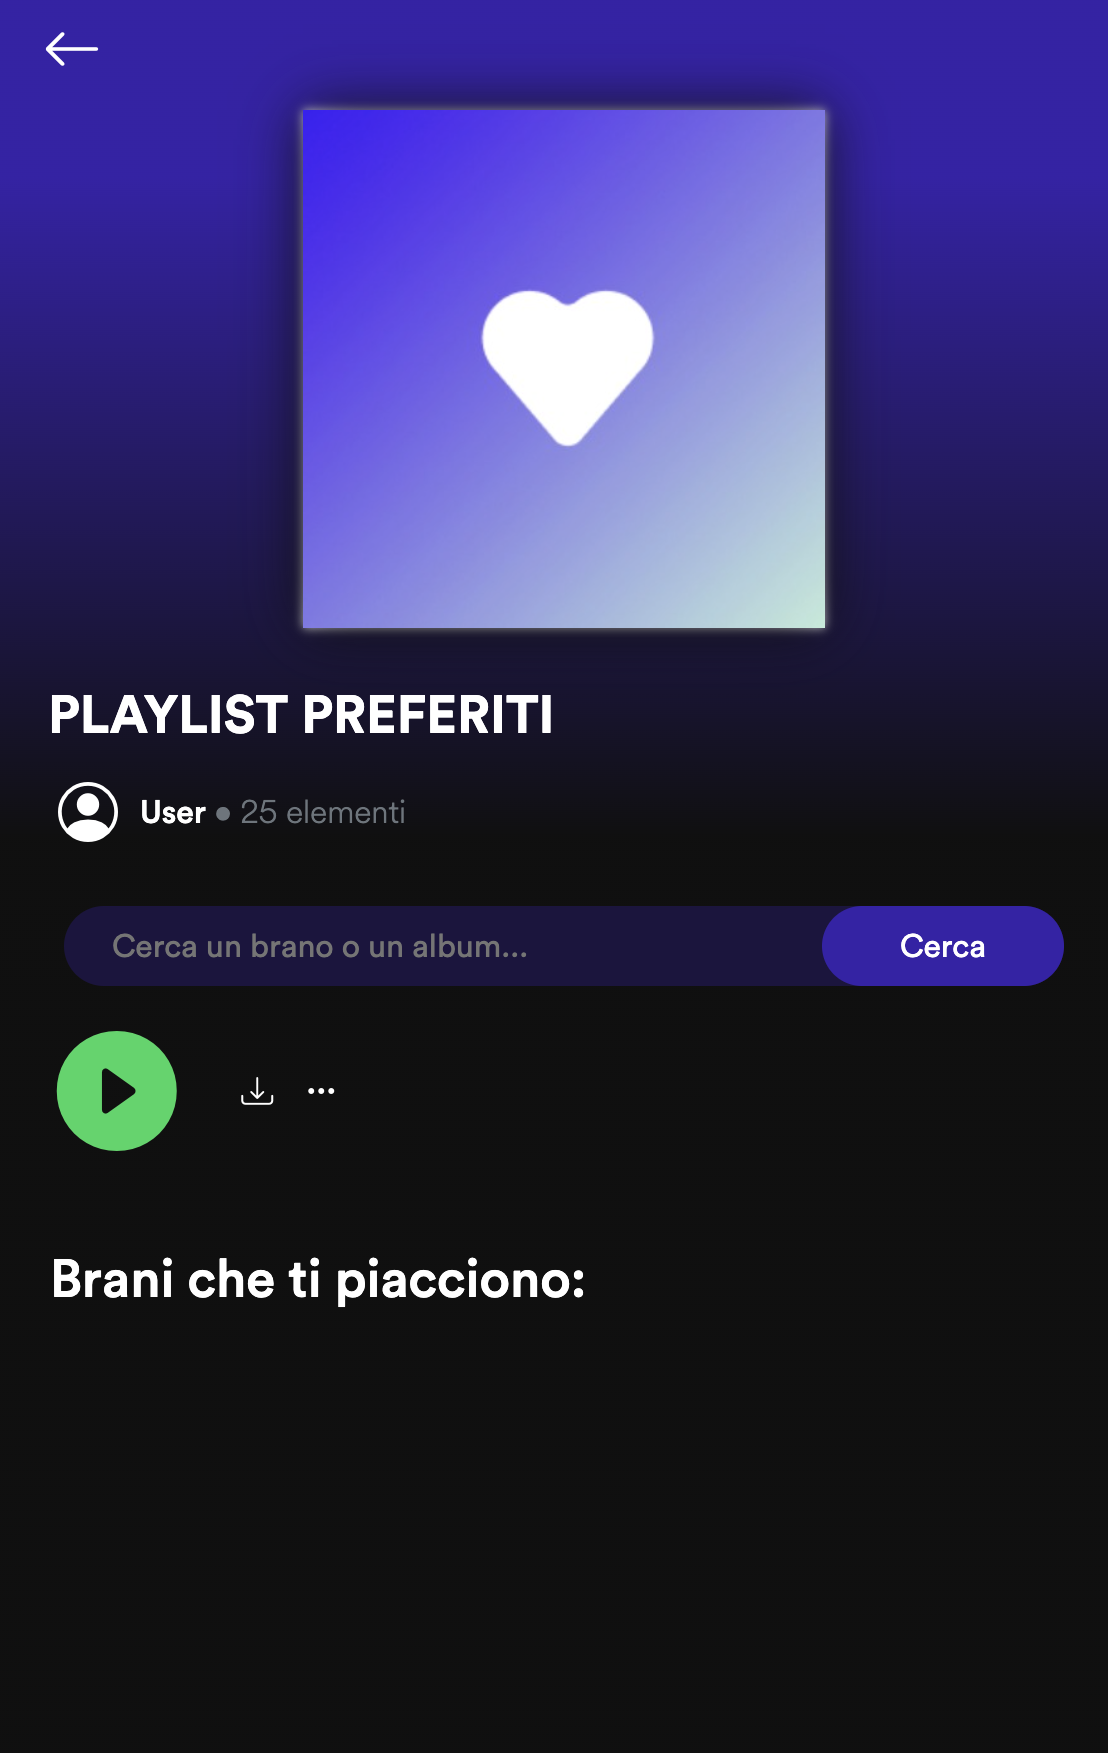 PLAYLIST PREFERITI
User • 25 elementi
Cerca un brano o un album...
Cerca
Brani che ti piacciono: